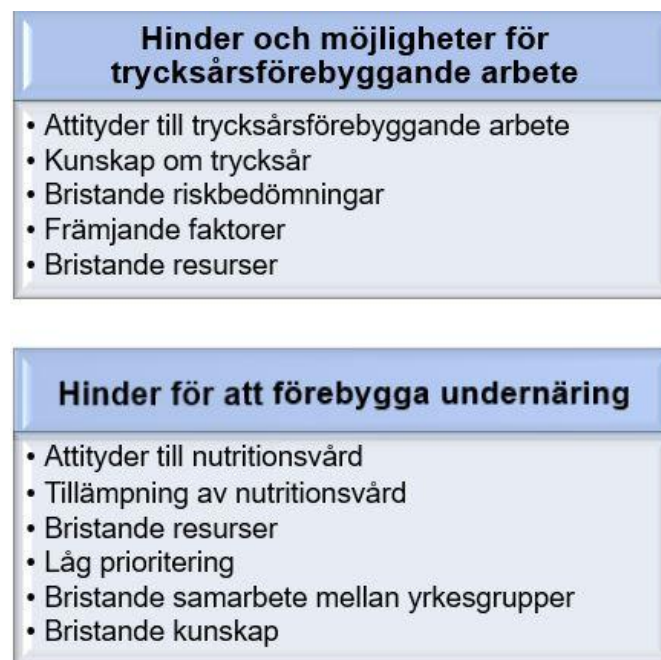 Hinder och möjligheter för
trycksårsförebyggande arbete
• Attityder till trycksårsförebyggande arbete
• Kunskap om trycksår
• Bristande riskbedömningar
• Främjande faktorer
• Bristande resurser
Hinder för att förebygga undernäring
• Attityder till nutritionsvård
• Tillämpning av nutritionsvård
• Bristande resurser
• Låg prioritering
• Bristande samarbete mellan yrkesgrupper
• Bristande kunskap